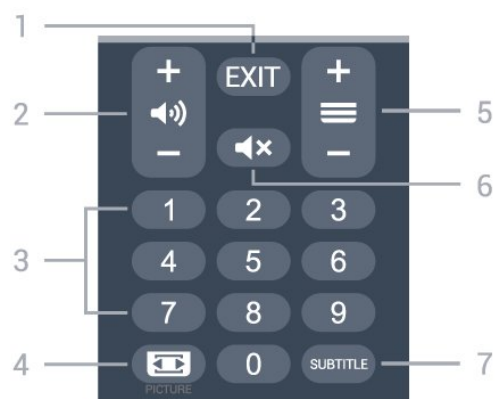 1
EXIT
+ +
2 5
- -
6
1 2 3
3
4 5 6
7 8 9
4 0 SUBTITLE 7
PICTURE